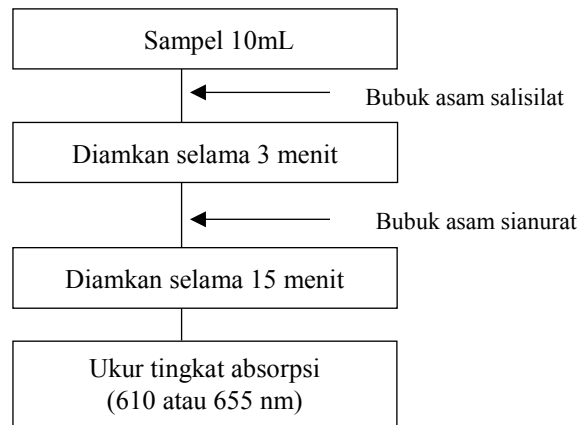 Sampel 10mL
Bubuk asam salisilat
Diamkan selama 3 menit
Bubuk asam sianurat
Diamkan selama 15 menit
Ukur tingkat absorpsi
(610 atau 655 nm)